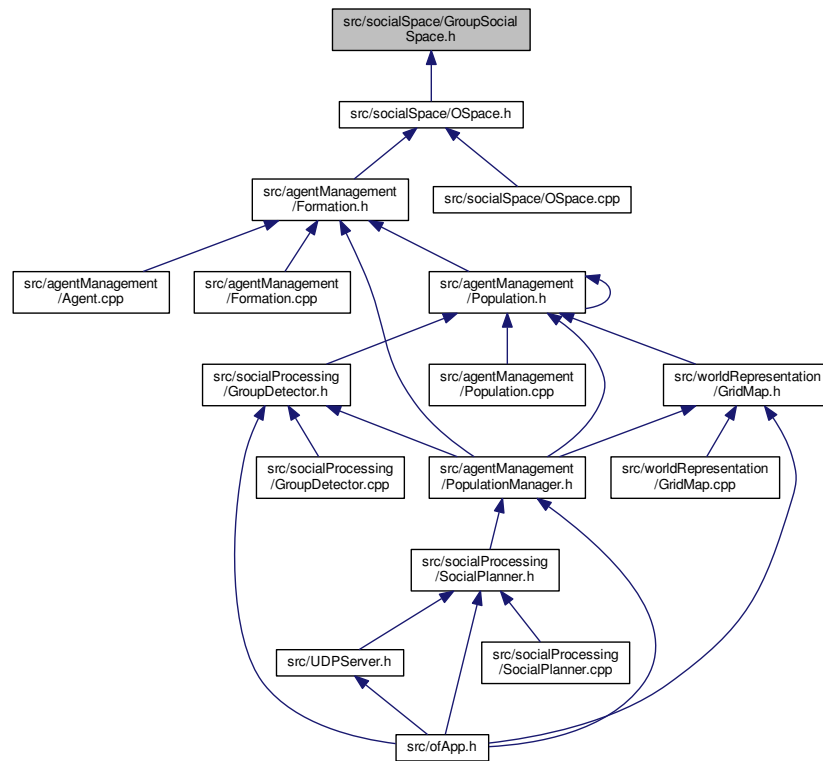 src/socialSpace/GroupSocial
Space.h
src/socialSpace/OSpace.h
src/agentManagement
/Formation.h
src/socialSpace/OSpace.cpp
src/agentManagement
/Agent.cpp
src/agentManagement
/Formation.cpp
src/agentManagement
/Population.h
src/socialProcessing
/GroupDetector.h
src/agentManagement
/Population.cpp
src/worldRepresentation
/GridMap.h
src/socialProcessing
/GroupDetector.cpp
src/agentManagement
/PopulationManager.h
src/worldRepresentation
/GridMap.cpp
src/socialProcessing
/SocialPlanner.h
src/UDPServer.h
src/socialProcessing
/SocialPlanner.cpp
src/ofApp.h